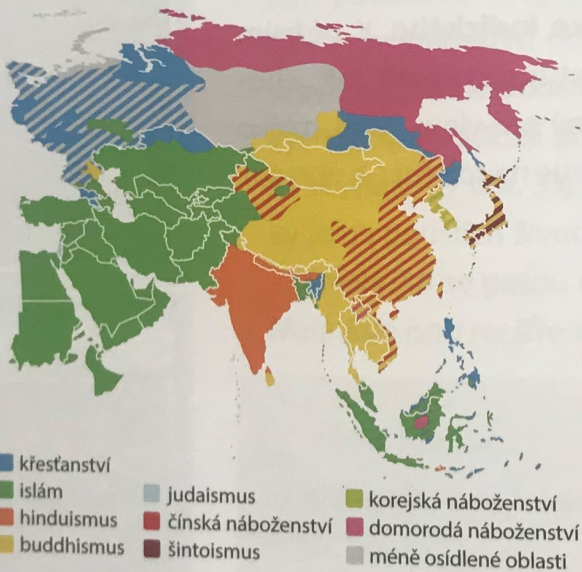 křesťanství
islám
hinduismus
buddhismus
judaismus
čínská náboženství
šintoismus
korejská náboženství
domorodá náboženství
méně osídlené oblasti